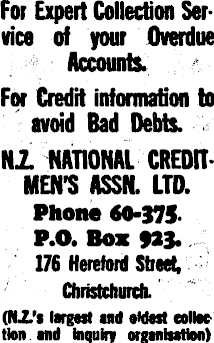 For Expert Collection Ser-
vice of your Overdue
Accounts.
For Credit information to
avoid Bad Debts.
N.Z. NATIONAL CREDIT-
MEN'S ASSN. LTD.
Phone 60-375.
P.O. Box 923.
176 Hereford Street,
Christchurch.
(N.Z.'s largest and oldest collec-
tion and inquiry organisation)